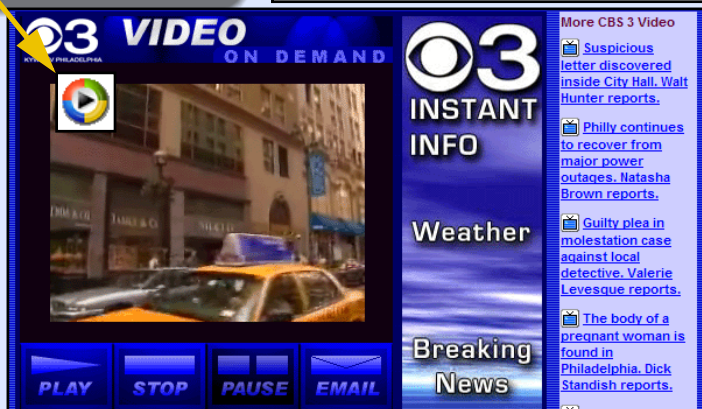 3
VIDEO
ON DEMAND
KYW-TV PHILADELPHIA
PLAY
STOP
PAUSE
EMAIL
3
INSTANT
INFO
Weather
Breaking
News
More CBS 3 Video
Suspicious
letter discovered
inside City Hall. Walt
Hunter reports.
Philly continues
to recover from
major power
outages. Natasha
Brown reports.
Guilty plea in
molestation case
against local
detective. Valerie
Levesque reports.
The body of a
pregnant woman is
found in
Philadelphia. Dick
Standish reports.